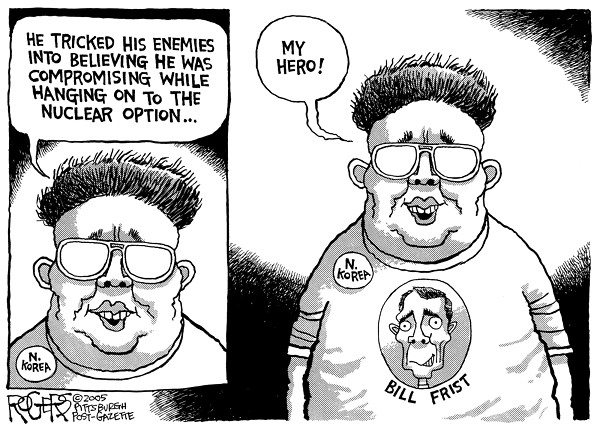 HE TRICKED HIS ENEMIES
INTO BELIEVING HE WAS
COMPROMISING WHILE
HANGING ON TO THE
NUCLEAR OPTION...
N.
KOREA
MY
HERO!
N.
KOREA
BILL FRIST
ROGERS ©2005
PITTSBURGH
POST-GAZETTE